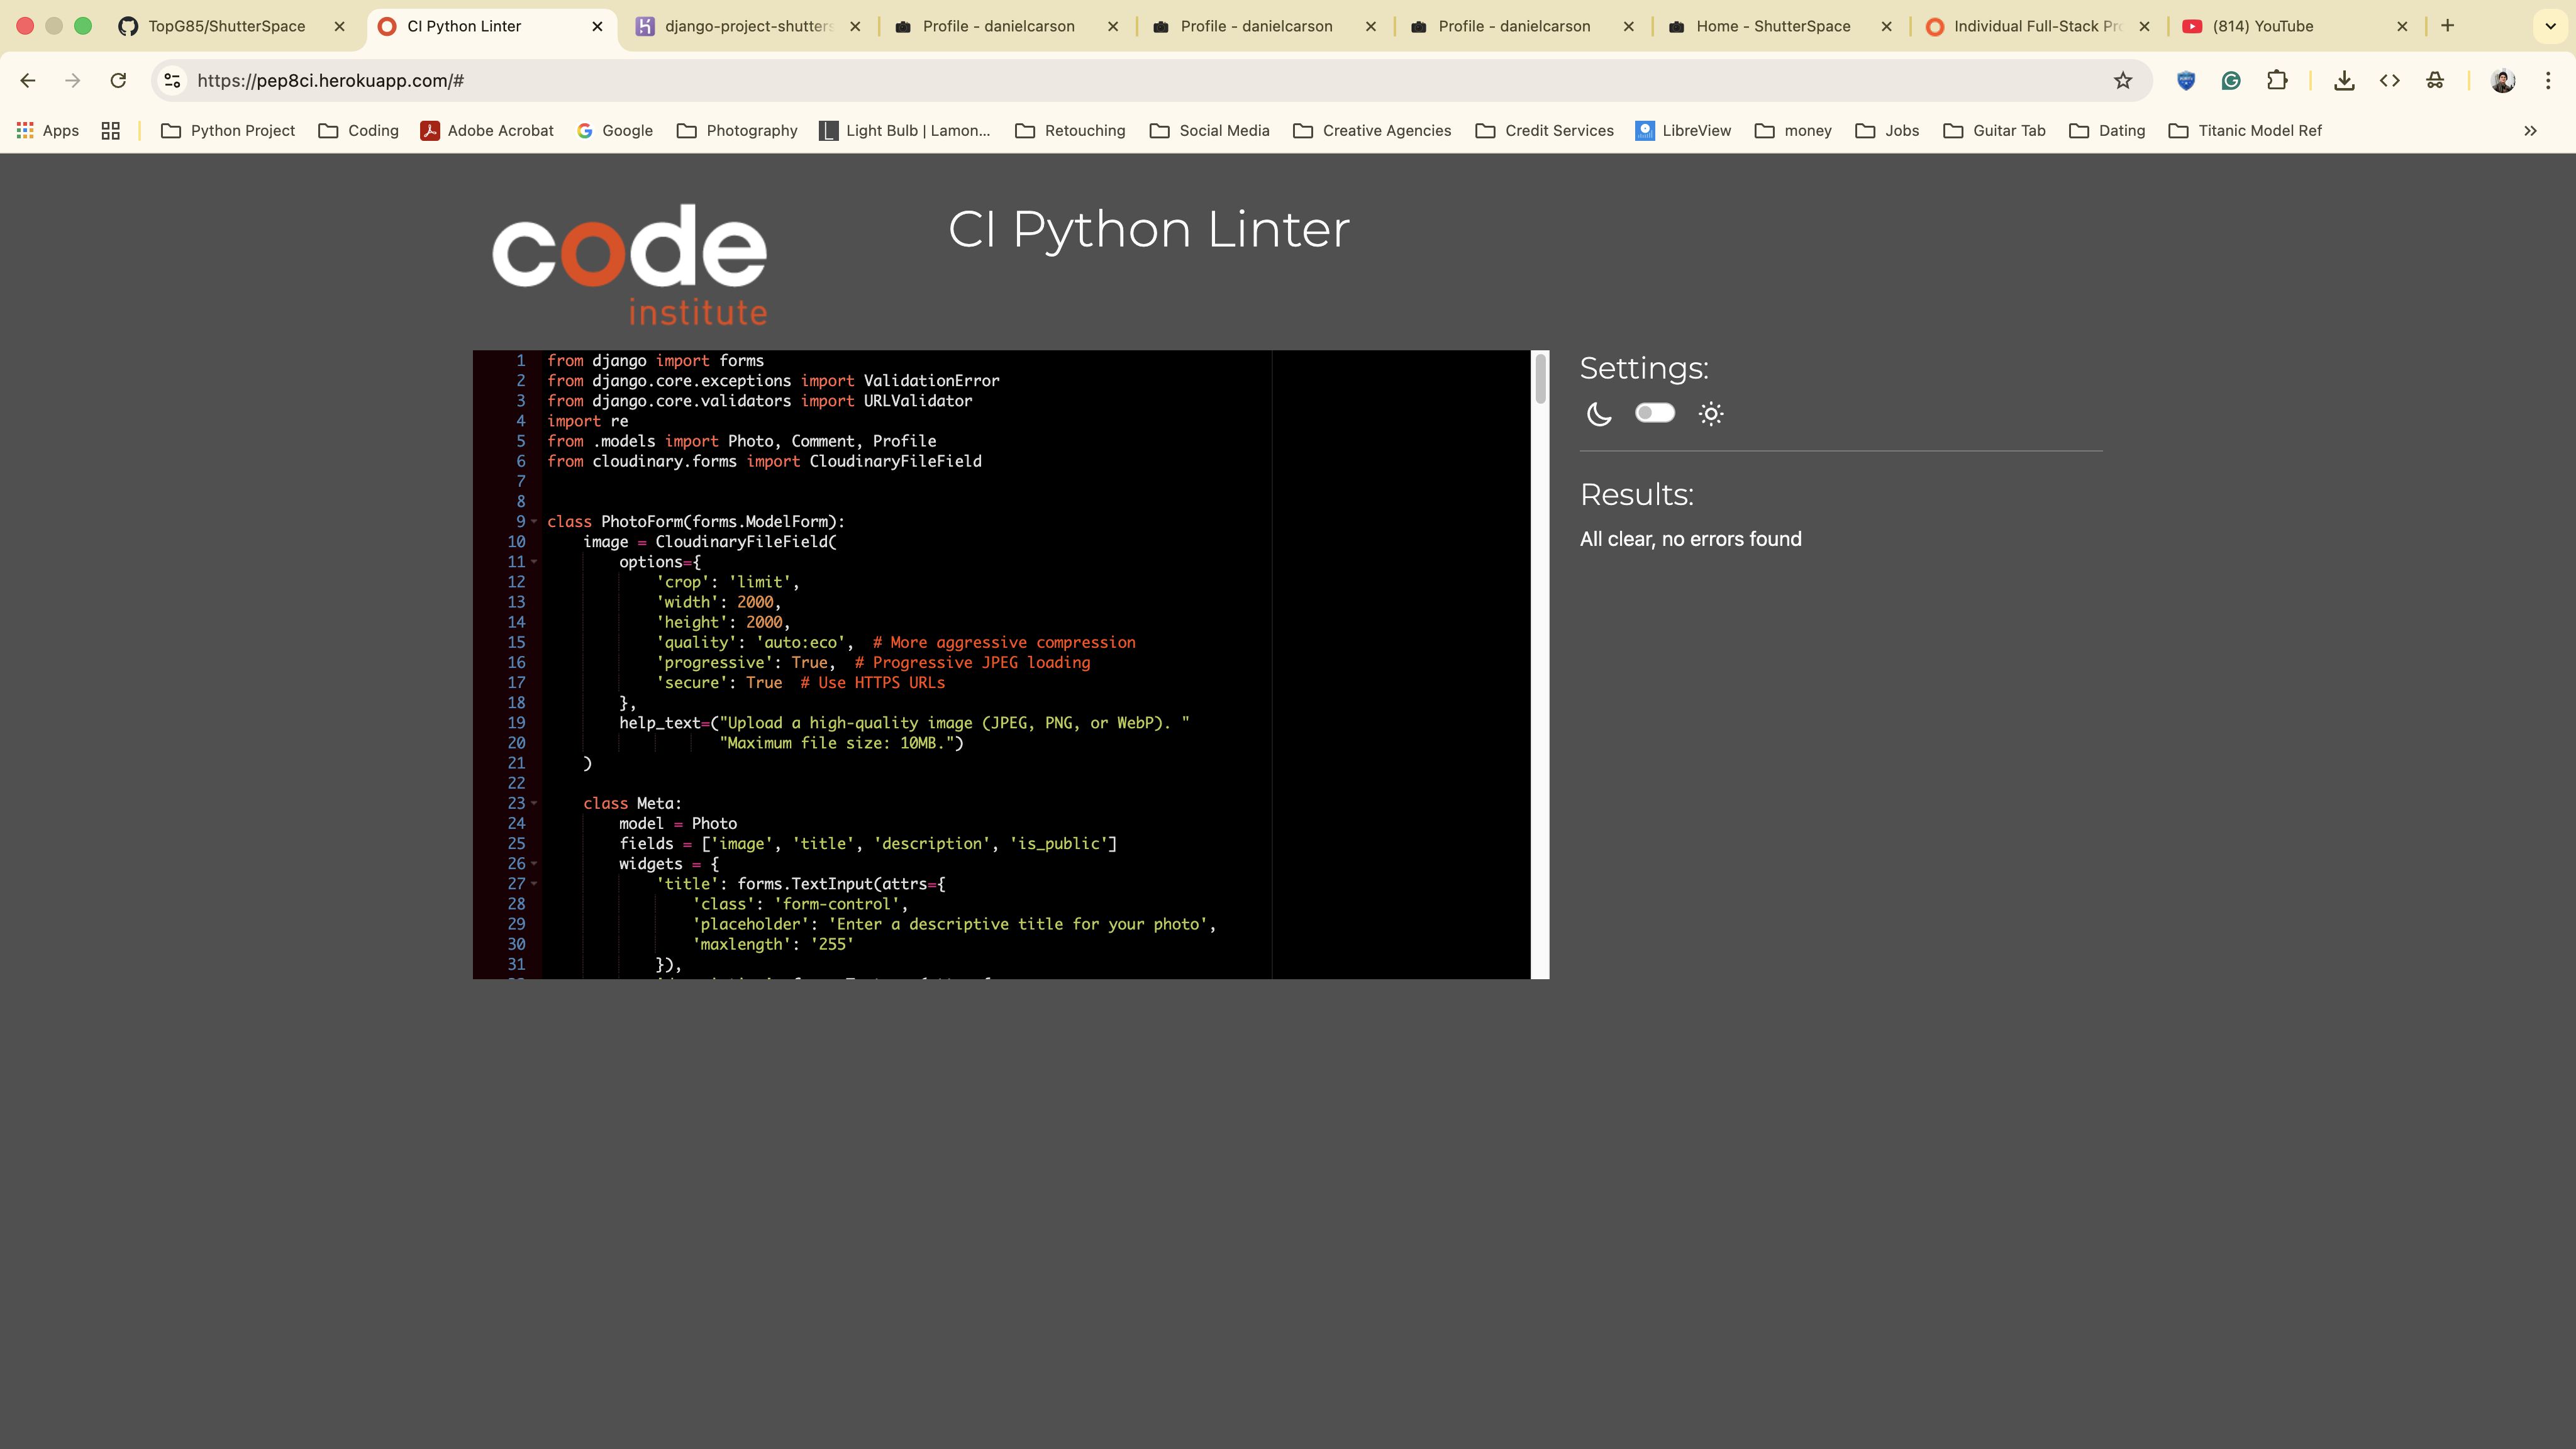 TopG85/ShutterSpace
CI Python Linter
django-project-shutters
Profile - danielcarson
Profile - danielcarson
Profile - danielcarson
Home - ShutterSpace
Individual Full-Stack Pro
(814) YouTube
https://pep8ci.herokuapp.com/#
Apps
Python Project
Coding
Adobe Acrobat
Google
Photography
Light Bulb | Lamon...
Retouching
Social Media
Creative Agencies
Credit Services
LibreView
money
Jobs
Guitar Tab
Dating
Titanic Model Ref
code
institute
CI Python Linter
1 from django import forms
2 from django.core.exceptions import ValidationError
3 from django.core.validators import URLValidator
4 import re
5 from .models import Photo, Comment, Profile
6 from cloudinary.forms import CloudinaryFileField
7
8
9 class PhotoForm(forms.ModelForm):
10     image = CloudinaryFileField(
11         options={
12             'crop': 'limit',
13             'width': 2000,
14             'height': 2000,
15             'quality': 'auto:eco',  # More aggressive compression
16             'progressive': True,  # Progressive JPEG loading
17             'secure': True  # Use HTTPS URLs
18         },
19         help_text=("Upload a high-quality image (JPEG, PNG, or WebP). "
20                    "Maximum file size: 10MB.")
21     )
22
23     class Meta:
24         model = Photo
25         fields = ['image', 'title', 'description', 'is_public']
26         widgets = {
27             'title': forms.TextInput(attrs={
28                 'class': 'form-control',
29                 'placeholder': 'Enter a descriptive title for your photo',
30                 'maxlength': '255'
31             }),
Settings:
Results:
All clear, no errors found